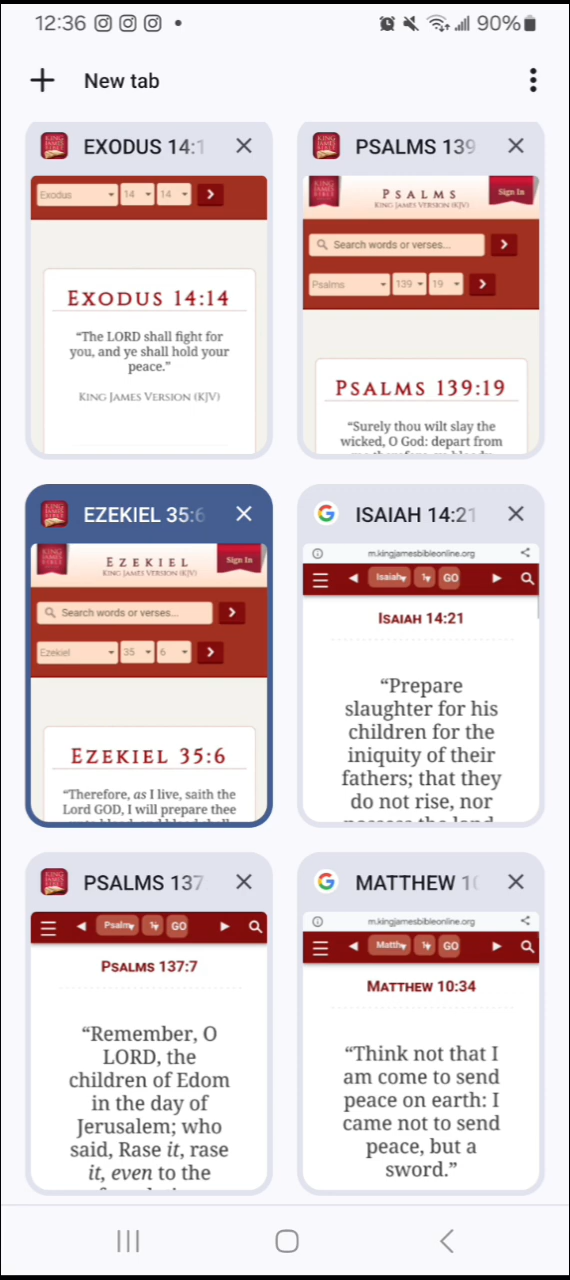 12:36 90%
New tab
EXODUS 14:1
Exodus 14 14
EXODUS 14:14
“The LORD shall fight for
you, and ye shall hold your
peace.”
KING JAMES VERSION (KJV)
PSALMS 139
PSALMS
KING JAMES VERSION (KJV)
Sign In
Search words or verses...
Psalms 139 19
PSALMS 139:19
“Surely thou wilt slay the
wicked, O God: depart from
EZEKIEL 35:6
EZEKIEL
KING JAMES VERSION (KJV)
Sign In
Search words or verses...
Ezekiel 35 6
EZEKIEL 35:6
“Therefore, as I live, saith the
Lord GOD, I will prepare thee
ISAIAH 14:21
m.kingjamesbibleonline.org
Isaiah GO
ISAIAH 14:21
“Prepare
slaughter for his
children for the
iniquity of their
fathers; that they
do not rise, nor
possess the land
PSALMS 137
Psalm GO
PSALMS 137:7
“Remember, O
LORD, the
children of Edom
in the day of
Jerusalem; who
said, Rase it, rase
it, even to the
MATTHEW 10
m.kingjamesbibleonline.org
Matth GO
MATTHEW 10:34
“Think not that I
am come to send
peace on earth: I
came not to send
peace, but a
sword.”